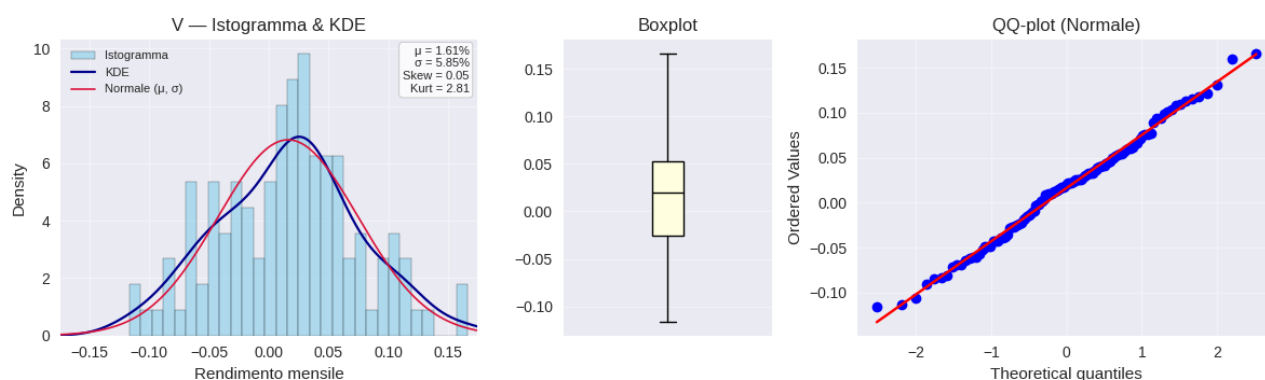 V — Istogramma & KDE
10
8
6
4
2
0
Density
Istogramma
KDE
Normale (μ, σ)
μ = 1.61%
σ = 5.85%
Skew = 0.05
Kurt = 2.81
−0.15 −0.10 −0.05 0.00 0.05 0.10 0.15
Rendimento mensile
Boxplot
0.15
0.10
0.05
0.00
−0.05
−0.10
QQ-plot (Normale)
0.15
0.10
0.05
0.00
−0.05
−0.10
Ordered Values
−2 −1 0 1 2
Theoretical quantiles